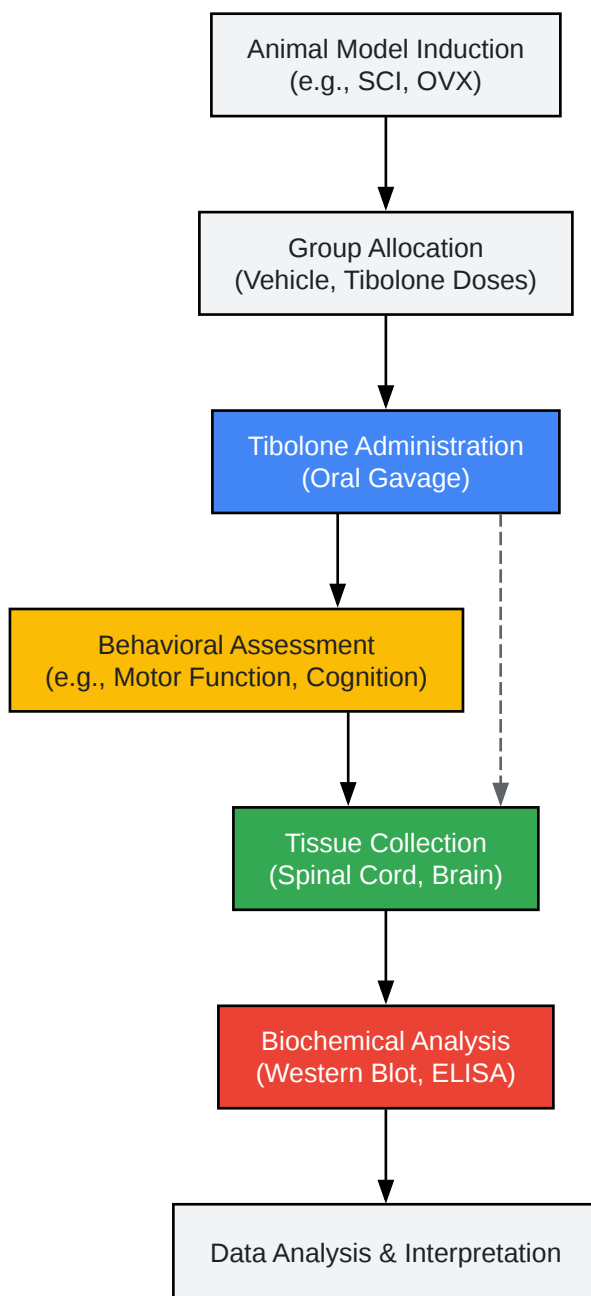 Animal Model Induction
(e.g., SCI, OVX)
Group Allocation
(Vehicle, Tibolone Doses)
Tibolone Administration
(Oral Gavage)
Behavioral Assessment
(e.g., Motor Function, Cognition)
Tissue Collection
(Spinal Cord, Brain)
Biochemical Analysis
(Western Blot, ELISA)
Data Analysis & Interpretation